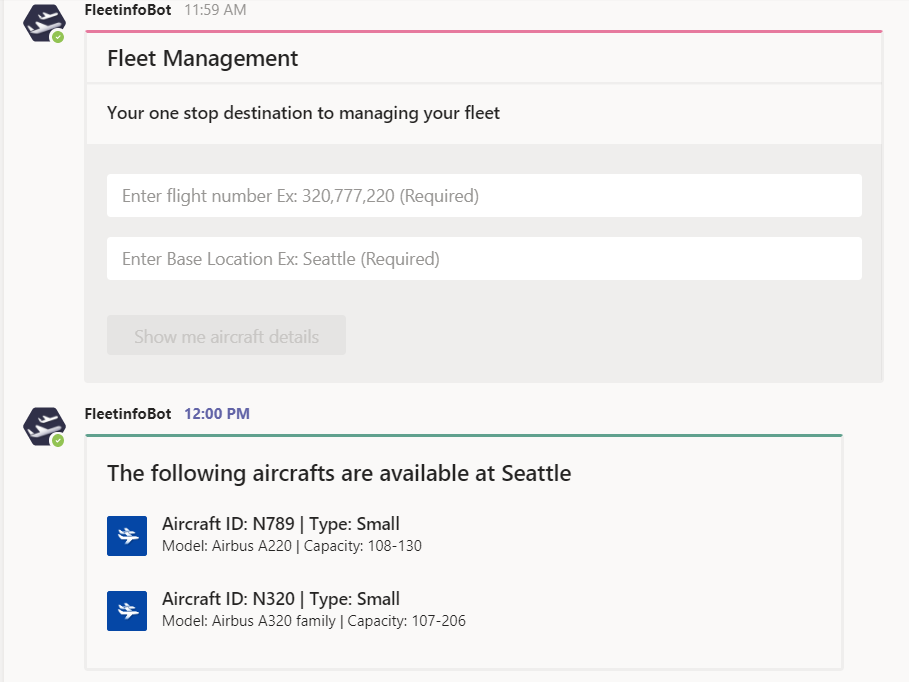 FleetinfoBot 11:59 AM
Fleet Management
Your one stop destination to managing your fleet
Enter flight number Ex: 320,777,220 (Required)
Enter Base Location Ex: Seattle (Required)
Show me aircraft details
FleetinfoBot 12:00 PM
The following aircrafts are available at Seattle
Aircraft ID: N789 | Type: Small
Model: Airbus A220 | Capacity: 108-130
Aircraft ID: N320 | Type: Small
Model: Airbus A320 family | Capacity: 107-206